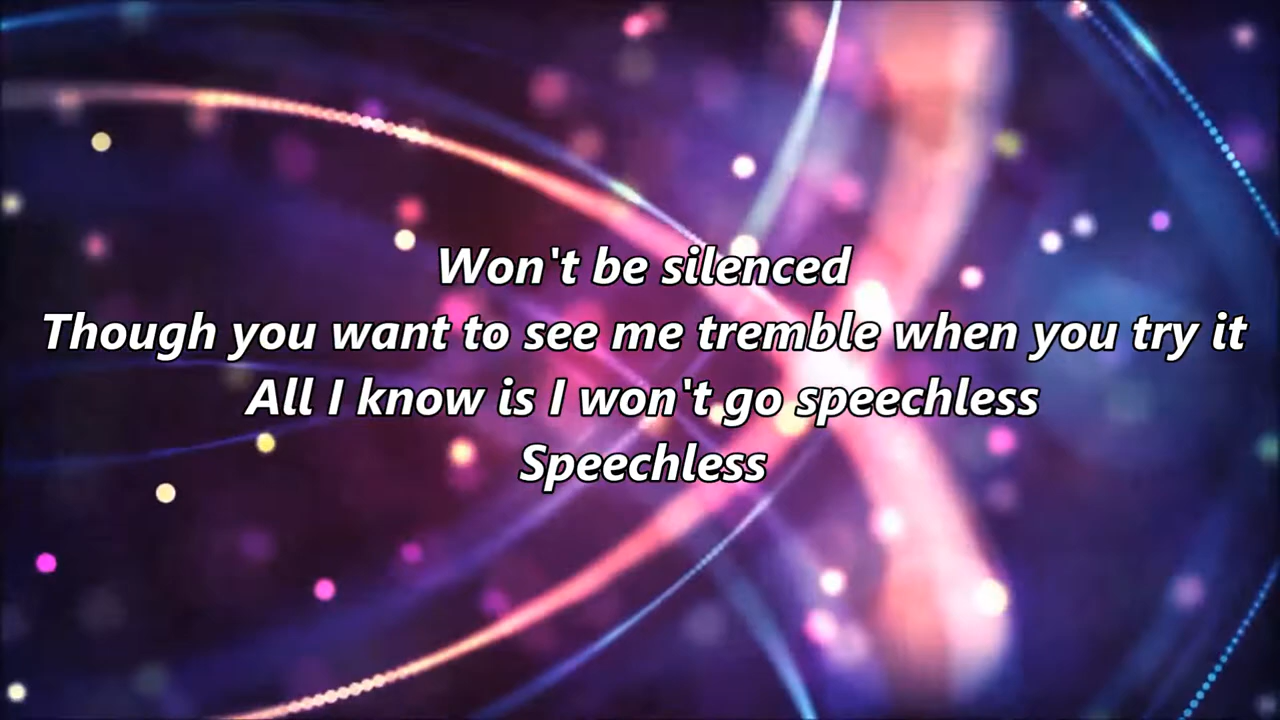 Won't be silenced
Though you want to see me tremble when you try it
All I know is I won't go speechless
Speechless